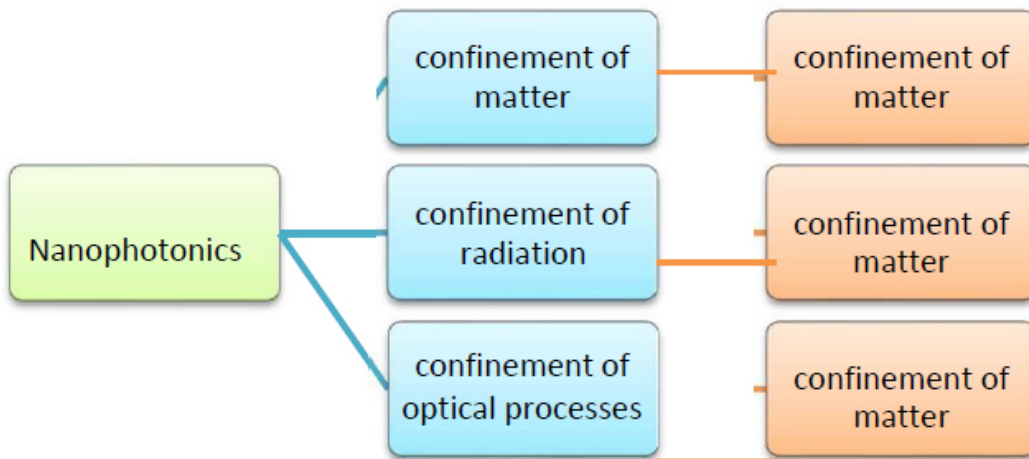 confinement of
matter
confinement of
matter
Nanophotonics
confinement of
radiation
confinement of
matter
confinement of
optical processes
confinement of
matter